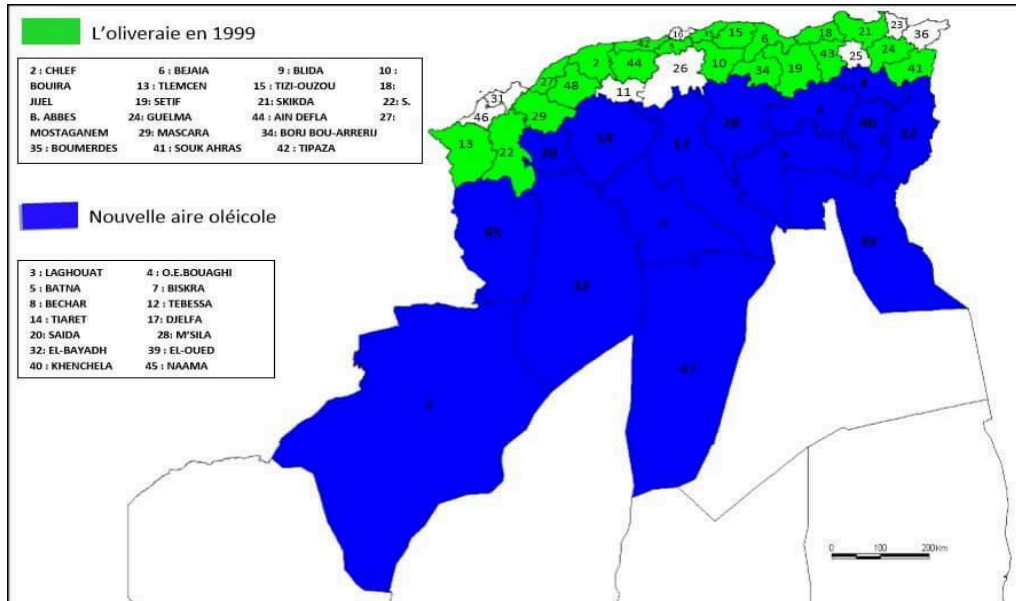 L'oliveraie en 1999
2 : CHLEF 6 : BEJAIA 9 : BLIDA 10 :
BOUIRA 13 : TLEMCEN 15 : TIZI-OUZOU 18:
JIJEL 19: SETIF 21: SKIKDA 22: S.
B. ABBES 24: GUELMA 44 : AIN DEFLA 27:
MOSTAGANEM 29: MASCARA 34: BORJ BOU-ARRERIJ
35 : BOUMERDES 41 : SOUK AHRAS 42 : TIPAZA
Nouvelle aire oléicole
3 : LAGHOUAT 4 : O.E.BOUAGHI
5 : BATNA 7 : BISKRA
8 : BECHAR 12 : TEBESSA
14 : TIARET 17: DJELFA
20: SAIDA 28: M'SILA
32: EL-BAYADH 39 : EL-OUED
40 : KHENCHELA 45 : NAAMA
16 35 15 6 18 21 23 36
42 9 2 44 10 43 24 25
27 48 26 34 19 41
31 11
46 29
13 22
20 14 17 28 40 12
45 32 39
47
0 100 200 Km